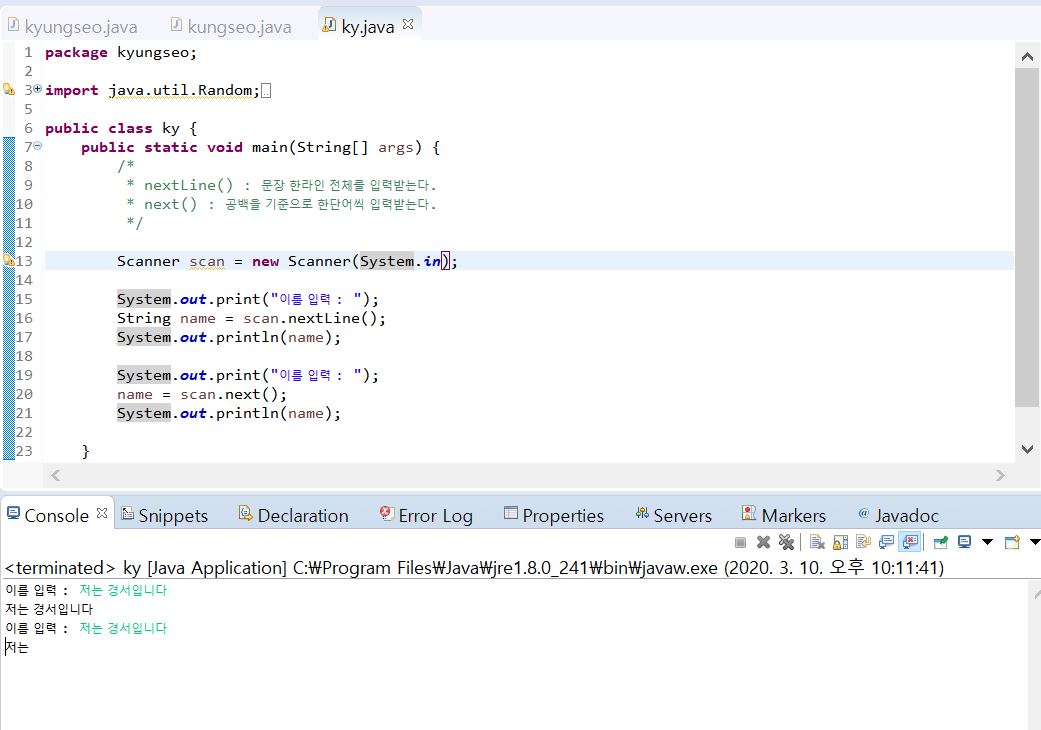 kyungseo.java kungseo.java ky.java
1 package kyungseo;
2
3 import java.util.Random;
5
6 public class ky {
7 public static void main(String[] args) {
8 /*
9 * nextLine() : 문장 한라인 전체를 입력받는다.
10 * next() : 공백을 기준으로 한단어씩 입력받는다.
11 */
12
13 Scanner scan = new Scanner(System.in);
14
15 System.out.print("이름 입력 : ");
16 String name = scan.nextLine();
17 System.out.println(name);
18
19 System.out.print("이름 입력 : ");
20 name = scan.next();
21 System.out.println(name);
22
23 }
Console Snippets Declaration Error Log Properties Servers Markers Javadoc
<terminated> ky [Java Application] C:₩Program Files₩Java₩jre1.8.0_241₩bin₩javaw.exe (2020. 3. 10. 오후 10:11:41)
이름 입력 : 저는 경서입니다
저는 경서입니다
이름 입력 : 저는 경서입니다
저는